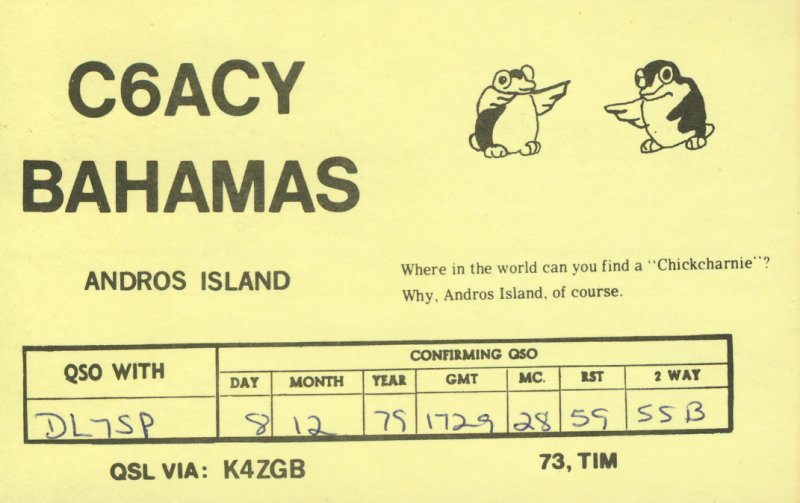 C6ACY
BAHAMAS
ANDROS ISLAND
Where in the world can you find a "Chickcharnie"?
Why, Andros Island, of course.
QSO WITH
CONFIRMING QSO
DAY MONTH YEAR GMT MC. RST 2 WAY
DL7SP 8 12 79 1729 28 59 SSB
QSL VIA: K4ZGB
73, TIM